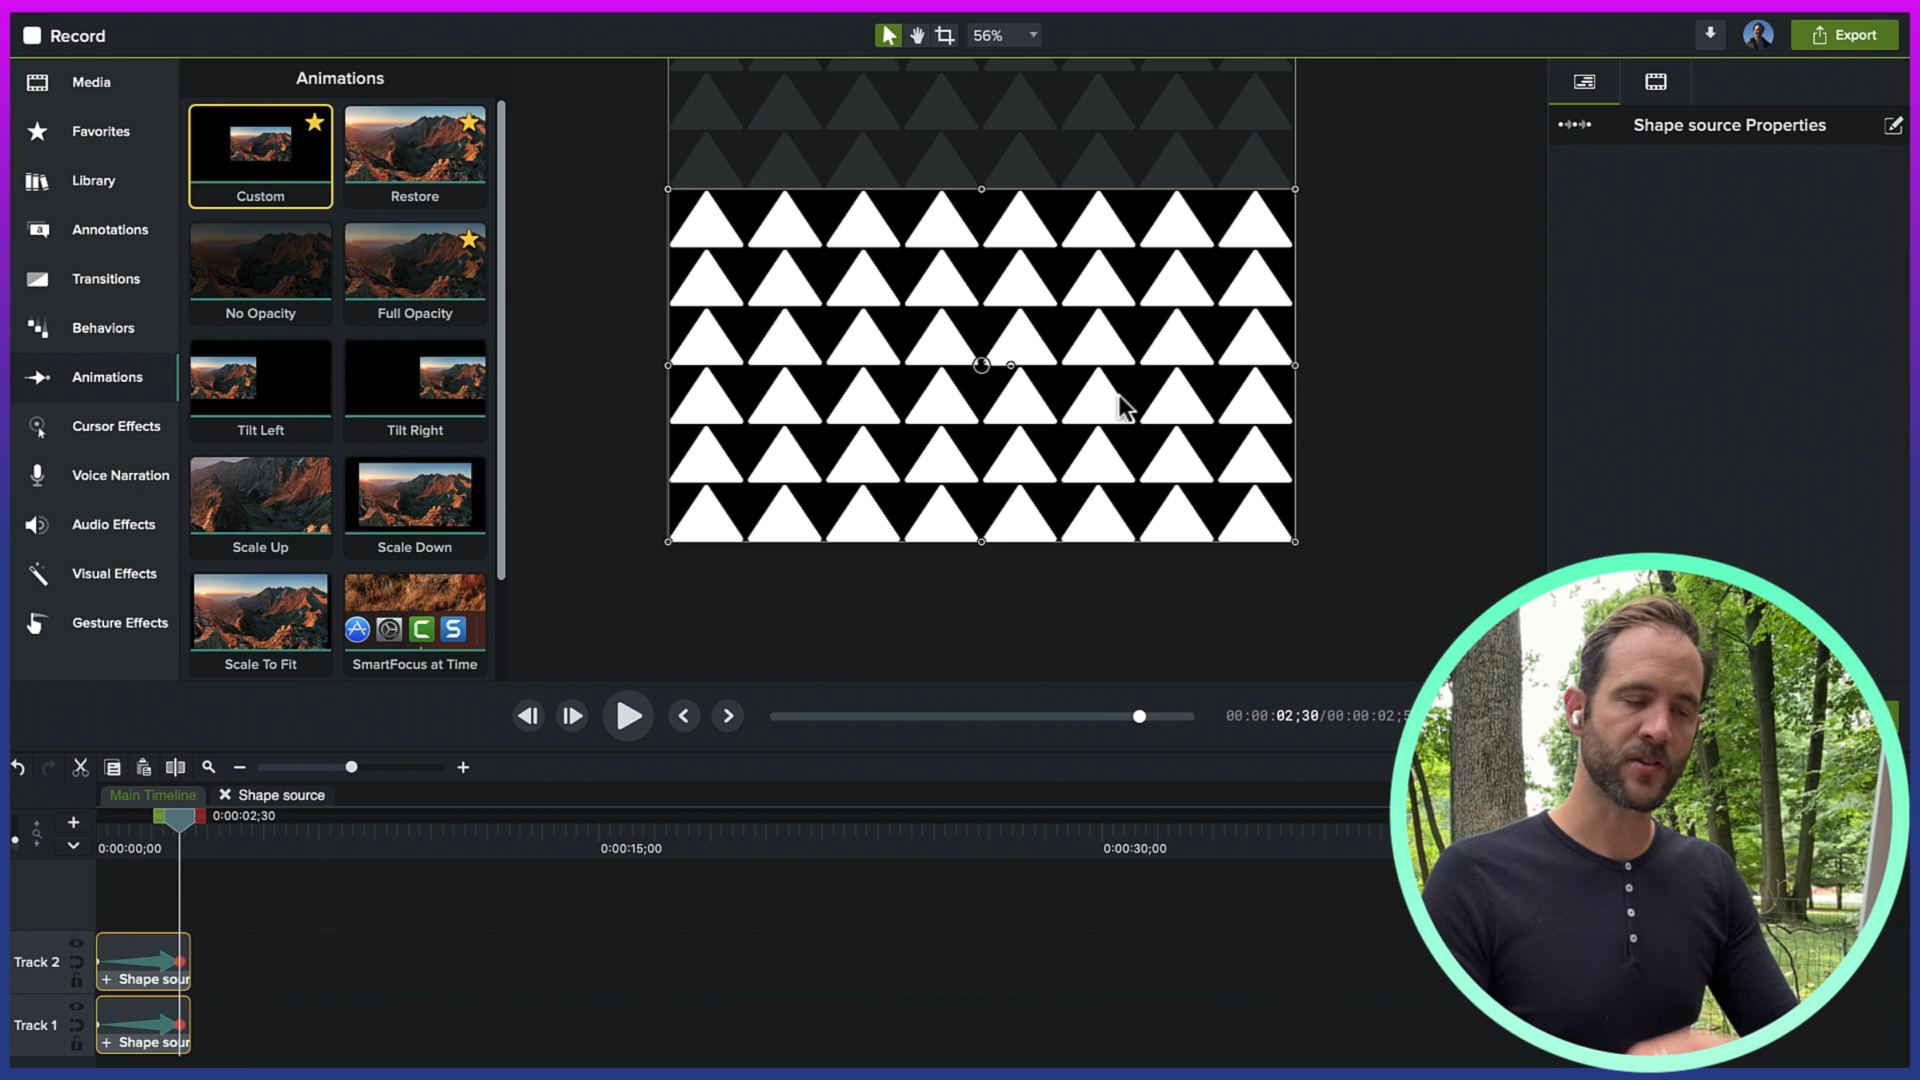 Record
56%
Export
Media
Favorites
Library
Annotations
Transitions
Behaviors
Animations
Cursor Effects
Voice Narration
Audio Effects
Visual Effects
Gesture Effects
Animations
Custom
Restore
No Opacity
Full Opacity
Tilt Left
Tilt Right
Scale Up
Scale Down
Scale To Fit
SmartFocus at Time
Shape source Properties
00:00:02;30/00:00:02;5
Main Timeline
Shape source
0:00:02;30
0:00:00;00
0:00:15;00
0:00:30;00
Track 2
+ Shape sour
Track 1
+ Shape sour